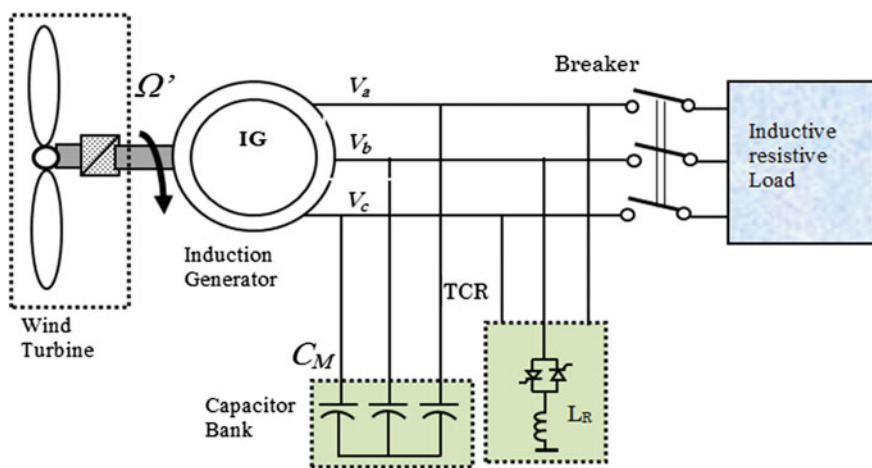 Ω’
IG
V_a
V_b
V_c
Breaker
Inductive
resistive
Load
Induction
Generator
Wind
Turbine
TCR
C_M
Capacitor
Bank
L_R